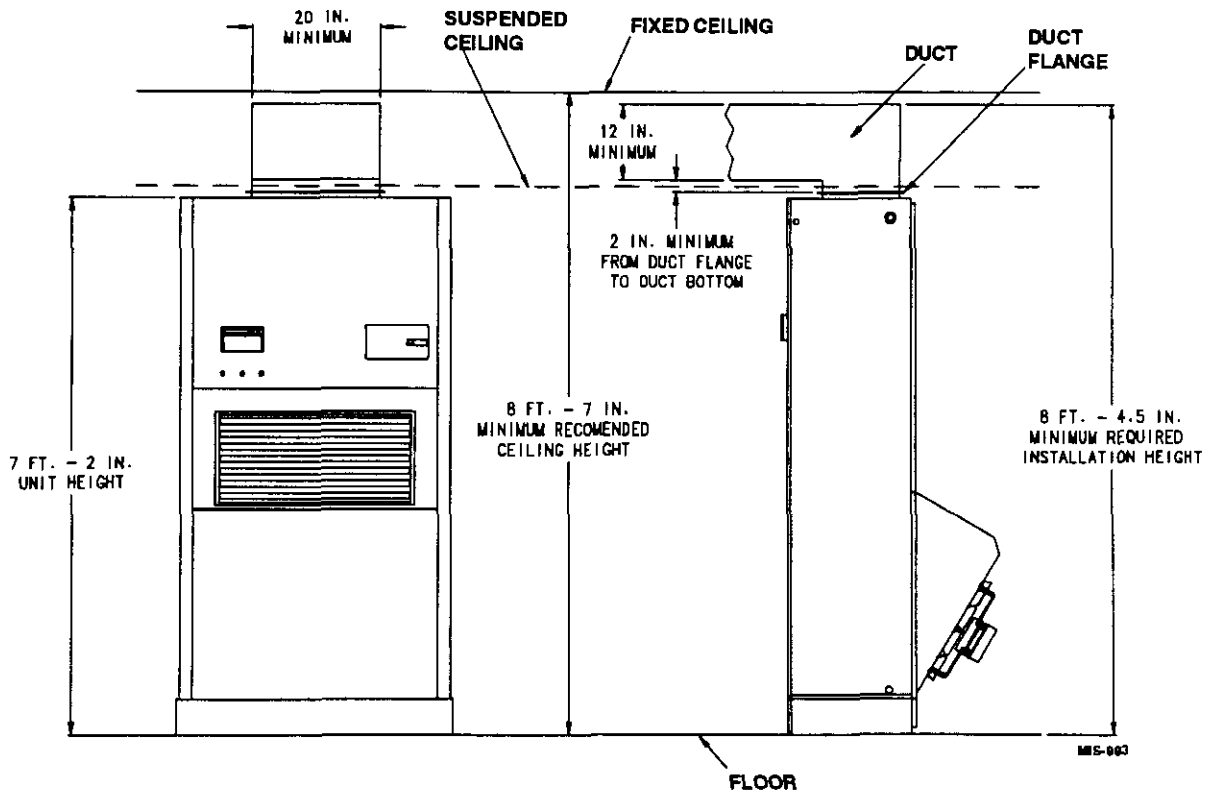 20 IN.
MINIMUM
SUSPENDED
CEILING
FIXED CEILING
DUCT
DUCT
FLANGE
12 IN.
MINIMUM
2 IN. MINIMUM
FROM DUCT FLANGE
TO DUCT BOTTOM
7 FT. - 2 IN.
UNIT HEIGHT
8 FT. - 7 IN.
MINIMUM RECOMENDED
CEILING HEIGHT
8 FT. - 4.5 IN.
MINIMUM REQUIRED
INSTALLATION HEIGHT
MIS-993
FLOOR